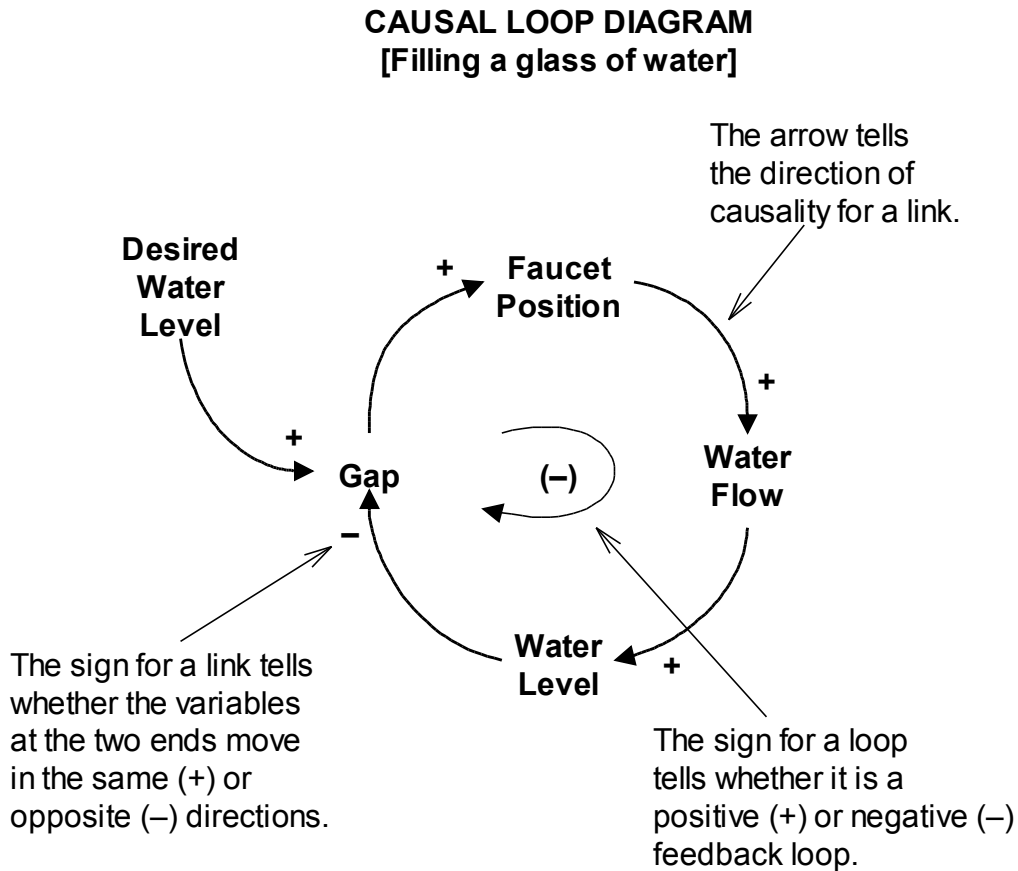 CAUSAL LOOP DIAGRAM
[Filling a glass of water]
The arrow tells
the direction of
causality for a link.
Desired
Water
Level
+
Faucet
Position
+
+
Gap
(–)
Water
Flow
–
Water
Level
+
The sign for a link tells
whether the variables
at the two ends move
in the same (+) or
opposite (–) directions.
The sign for a loop
tells whether it is a
positive (+) or negative (–)
feedback loop.